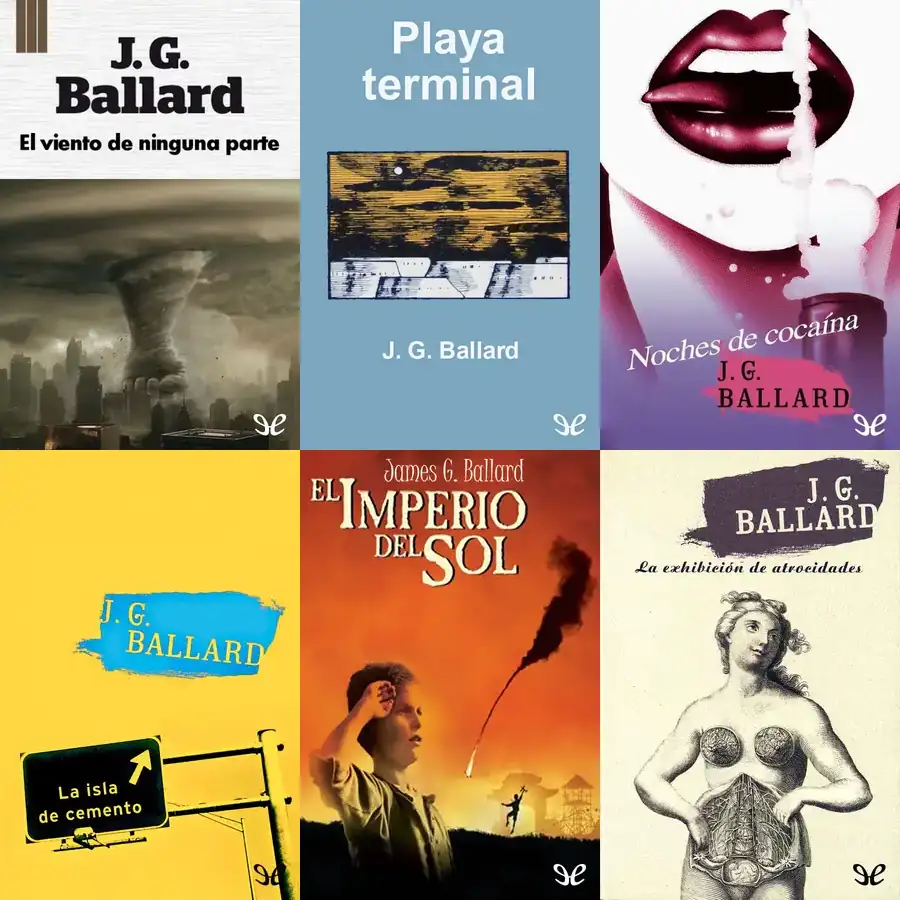 J. G.
Ballard
El viento de ninguna parte
Playa
terminal
J. G. Ballard
Noches de cocaína
J. G.
BALLARD
J. G.
BALLARD
La isla
de cemento
James G. Ballard
EL IMPERIO
DEL SOL
J. G.
BALLARD
La exhibición de atrocidades